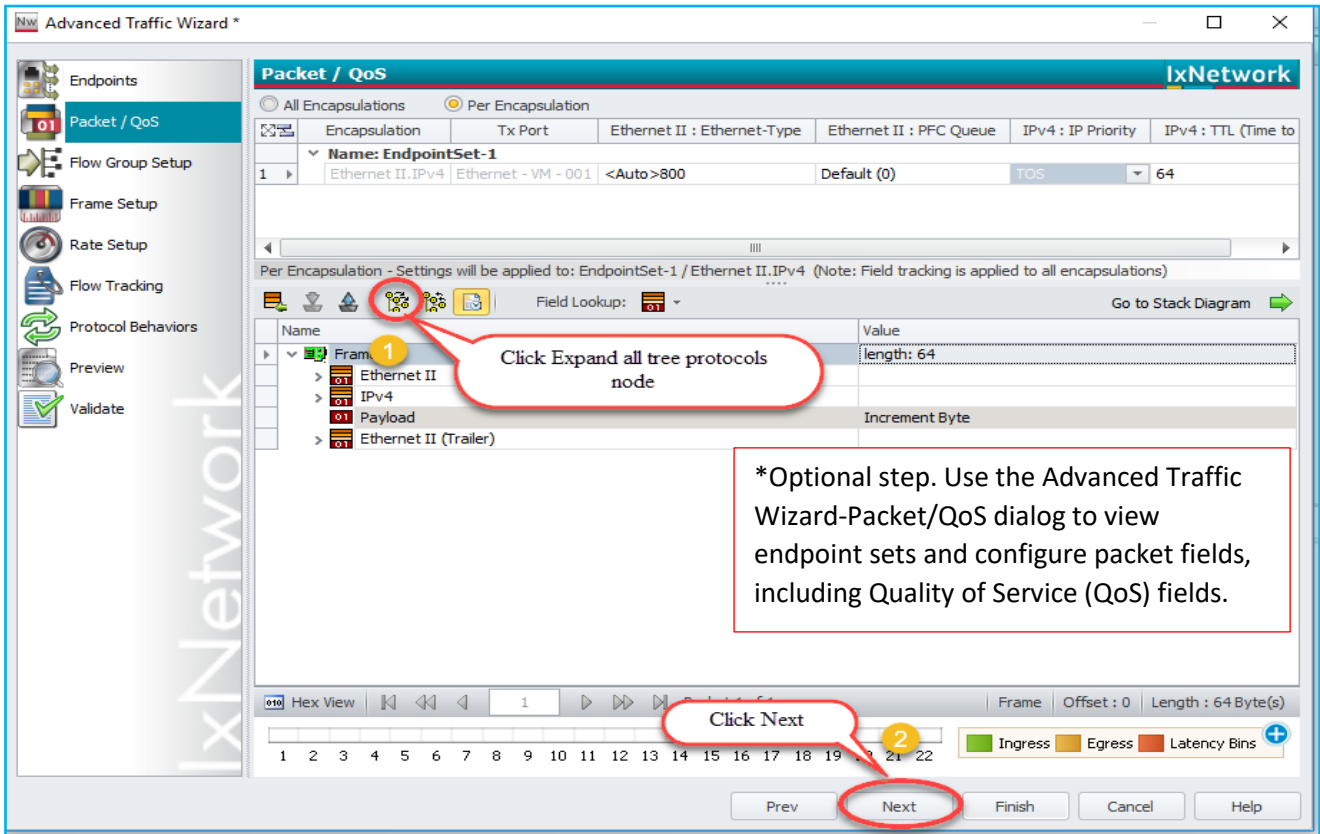 Nw Advanced Traffic Wizard *
Endpoints
Packet / QoS
Flow Group Setup
Frame Setup
Rate Setup
Flow Tracking
Protocol Behaviors
Preview
Validate
IxNetwork
Packet / QoS IxNetwork
All Encapsulations Per Encapsulation
Encapsulation Tx Port Ethernet II : Ethernet-Type Ethernet II : PFC Queue IPv4 : IP Priority IPv4 : TTL (Time to
Name: EndpointSet-1
1 Ethernet II.IPv4 Ethernet - VM - 001 <Auto>800 Default (0) TOS 64
Per Encapsulation - Settings will be applied to: EndpointSet-1 / Ethernet II.IPv4 (Note: Field tracking is applied to all encapsulations)
Field Lookup: 01 Go to Stack Diagram
Name Value
1
Click Expand all tree protocols
node
length: 64
Ethernet II
IPv4
Payload Increment Byte
Ethernet II (Trailer)
*Optional step. Use the Advanced Traffic
Wizard-Packet/QoS dialog to view
endpoint sets and configure packet fields,
including Quality of Service (QoS) fields.
Hex View 1 Frame Offset : 0 Length : 64 Byte(s)
Click Next
2
1 2 3 4 5 6 7 8 9 10 11 12 13 14 15 16 17 18 19 21 22
Ingress Egress Latency Bins
Prev Next Finish Cancel Help